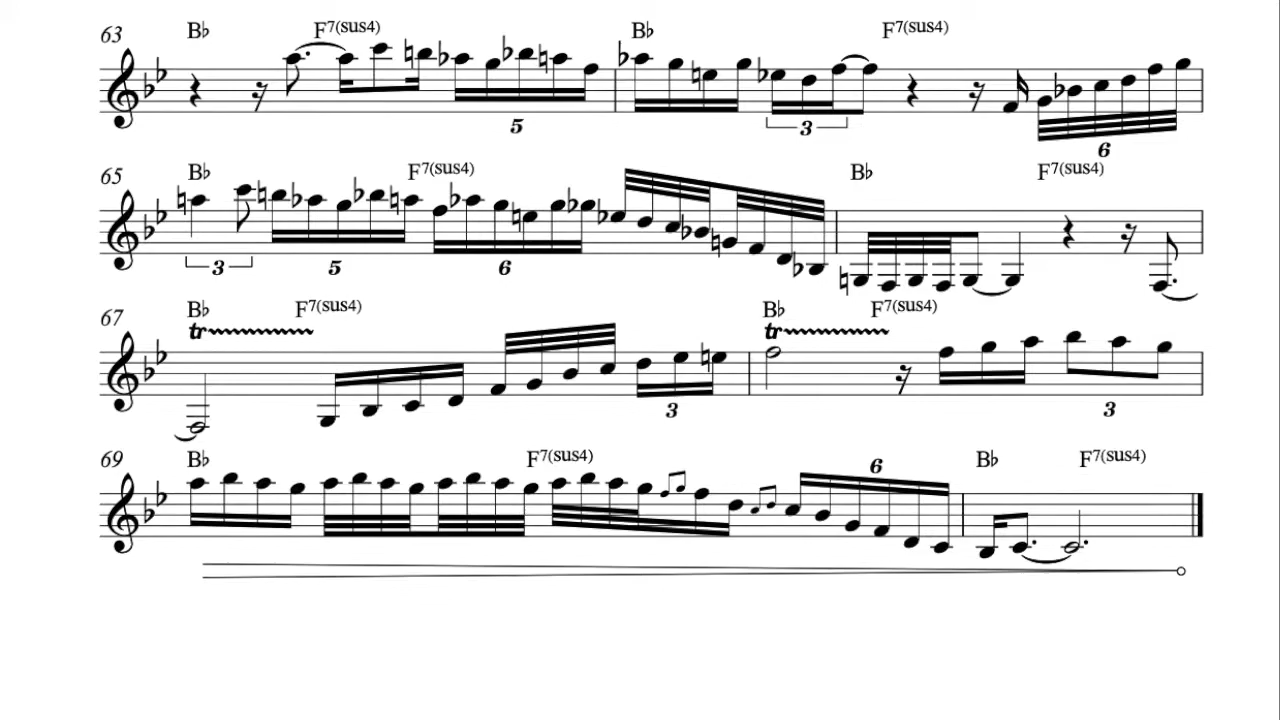 63 B♭ F7(sus4) B♭ F7(sus4)
5 3 6
65 B♭ F7(sus4) B♭ F7(sus4)
3 5 6
67 B♭ F7(sus4) B♭ F7(sus4)
tr tr
3 3
69 B♭ F7(sus4) B♭ F7(sus4)
6